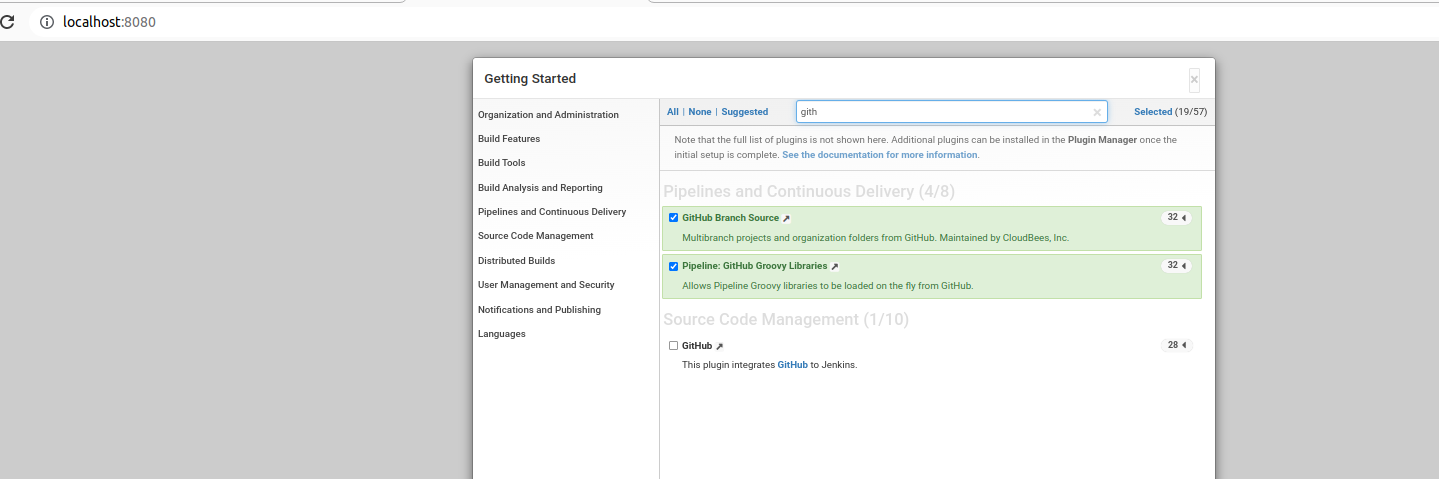 localhost:8080
Getting Started
×
Organization and Administration
Build Features
Build Tools
Build Analysis and Reporting
Pipelines and Continuous Delivery
Source Code Management
Distributed Builds
User Management and Security
Notifications and Publishing
Languages
All | None | Suggested
gith
×
Selected (19/57)
Note that the full list of plugins is not shown here. Additional plugins can be installed in the Plugin Manager once the
initial setup is complete. See the documentation for more information.
Pipelines and Continuous Delivery (4/8)
GitHub Branch Source
32
Multibranch projects and organization folders from GitHub. Maintained by CloudBees, Inc.
Pipeline: GitHub Groovy Libraries
32
Allows Pipeline Groovy libraries to be loaded on the fly from GitHub.
Source Code Management (1/10)
GitHub
28
This plugin integrates GitHub to Jenkins.